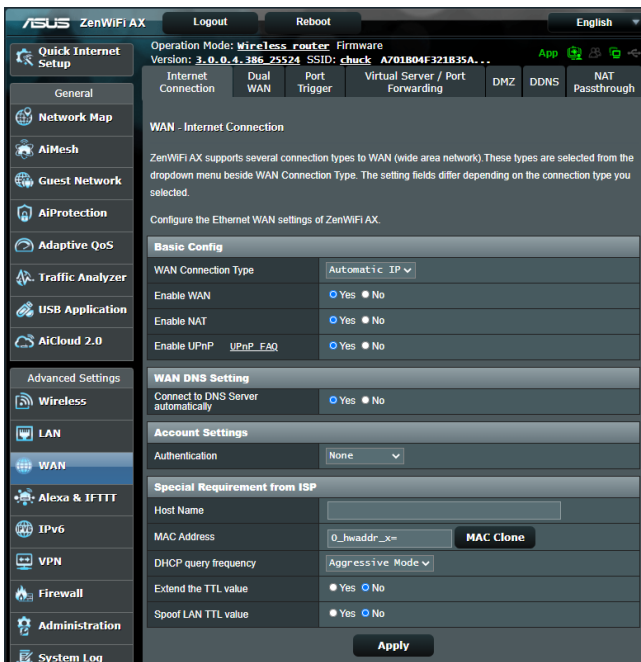 ASUS ZenWiFi AX
Logout
Reboot
English
Quick Internet
Setup
General
Network Map
AiMesh
Guest Network
AiProtection
Adaptive QoS
Traffic Analyzer
USB Application
AiCloud 2.0
Advanced Settings
Wireless
LAN
WAN
Alexa & IFTTT
IPv6
VPN
Firewall
Administration
System Log
Operation Mode: Wireless router Firmware
Version: 3.0.0.4.386_25524 SSID: chuck A701B04F321B35A...
App
Internet
Connection
Dual
WAN
Port
Trigger
Virtual Server / Port
Forwarding
DMZ
DDNS
NAT
Passthrough
WAN - Internet Connection
ZenWiFi AX supports several connection types to WAN (wide area network).These types are selected from the
dropdown menu beside WAN Connection Type. The setting fields differ depending on the connection type you
selected.
Configure the Ethernet WAN settings of ZenWiFi AX.
Basic Config
WAN Connection Type Automatic IP
Enable WAN Yes No
Enable NAT Yes No
Enable UPnP UPnP FAQ Yes No
WAN DNS Setting
Connect to DNS Server
automatically
Yes No
Account Settings
Authentication None
Special Requirement from ISP
Host Name
MAC Address 0_hwaddr_x= MAC Clone
DHCP query frequency Aggressive Mode
Extend the TTL value Yes No
Spoof LAN TTL value Yes No
Apply